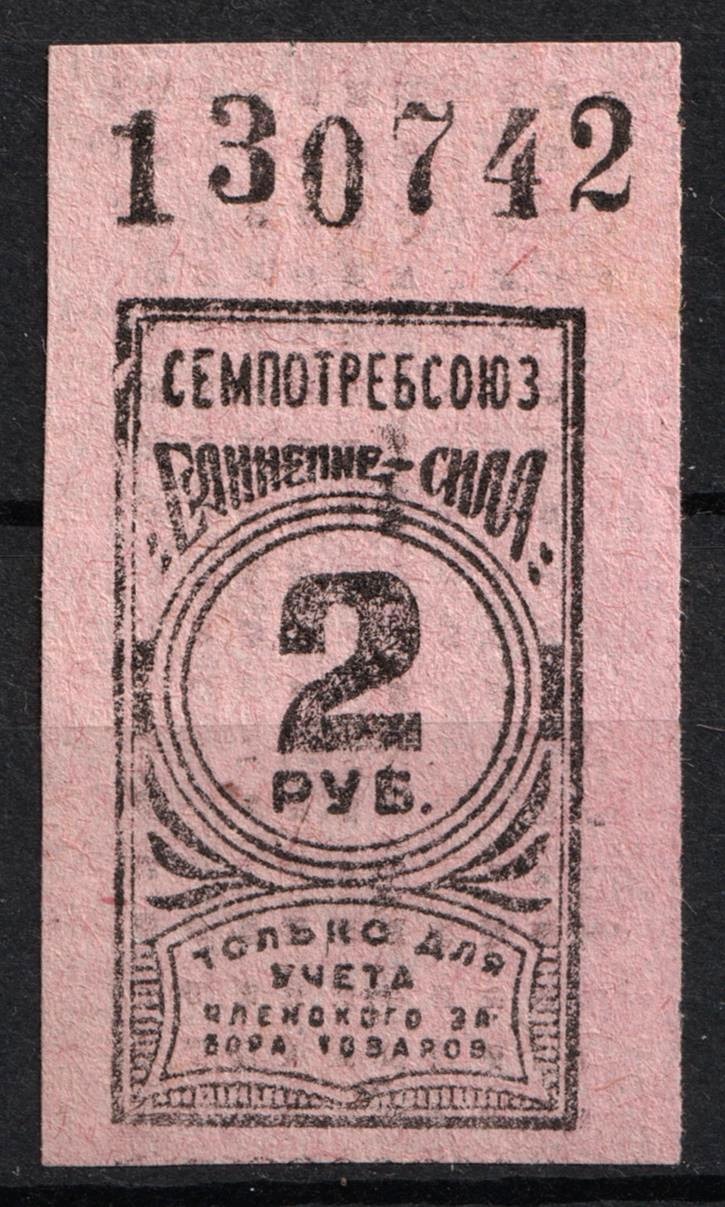 130742
СЕМПОТРЕБСОЮЗ
„ЕДИНЕНИЕ–СИЛА“
2
РУБ.
ТОЛЬКО ДЛЯ
УЧЕТА
ЧЛЕНСКОГО ЗА-
БОРА ТОВАРОВ